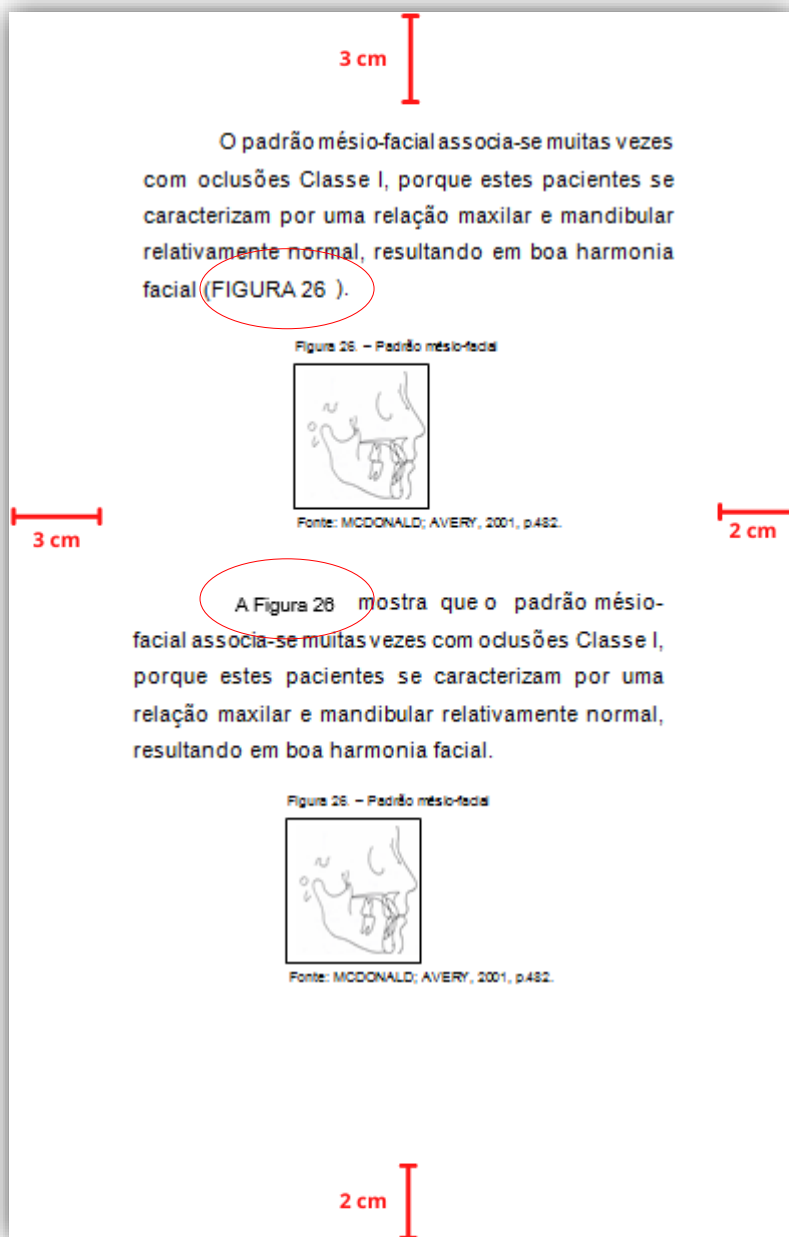 3 cm
O padrão mésio-facial associa-se muitas vezes
com oclusões Classe I, porque estes pacientes se
caracterizam por uma relação maxilar e mandibular
relativamente normal, resultando em boa harmonia
facial (FIGURA 26 ).
Figura 26. – Padrão mésio-facial
Fonte: MCDONALD; AVERY, 2001, p.482.
3 cm
2 cm
A Figura 26 mostra que o padrão mésio-
facial associa-se muitas vezes com oclusões Classe I,
porque estes pacientes se caracterizam por uma
relação maxilar e mandibular relativamente normal,
resultando em boa harmonia facial.
Figura 26. – Padrão mésio-facial
Fonte: MCDONALD; AVERY, 2001, p.482.
2 cm